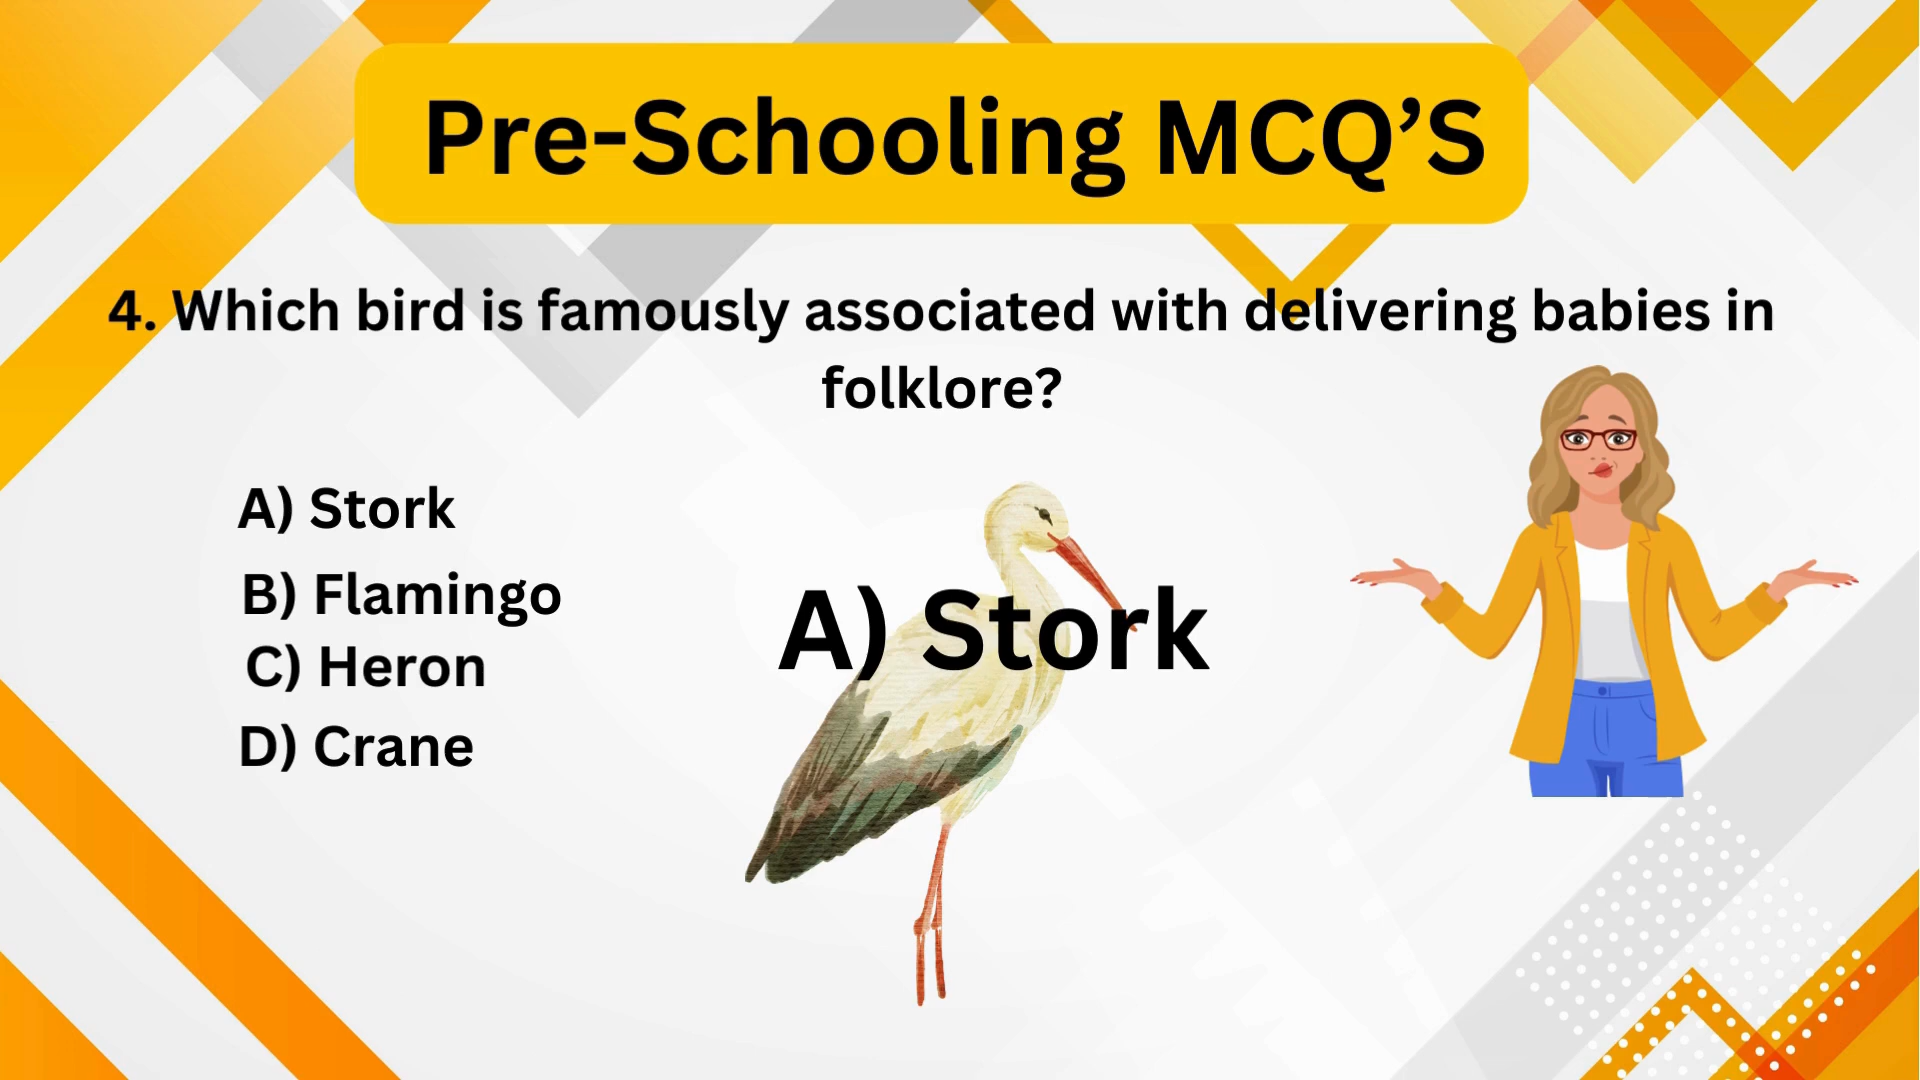 Pre-Schooling MCQ’S
4. Which bird is famously associated with delivering babies in
folklore?
A) Stork
B) Flamingo
C) Heron
D) Crane
A) Stork